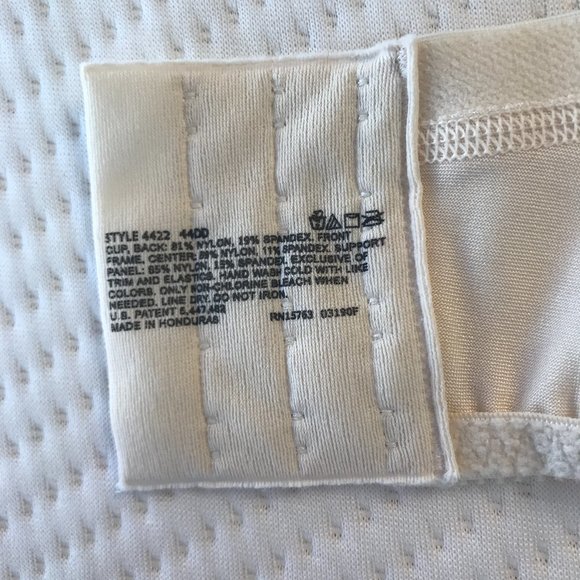 STYLE 4422 44DD
CUP, BACK: 81% NYLON, 19% SPANDEX. FRONT
FRAME, CENTER: 89% NYLON, 11% SPANDEX. SUPPORT
PANEL: 85% NYLON, 15% SPANDEX. EXCLUSIVE OF
TRIM AND ELASTIC. HAND WASH COLD WITH LIKE
COLORS. ONLY NON-CHLORINE BLEACH WHEN
NEEDED. LINE DRY. DO NOT IRON.
U.S. PATENT 6,447,462 RN15763 03190F
MADE IN HONDURAS